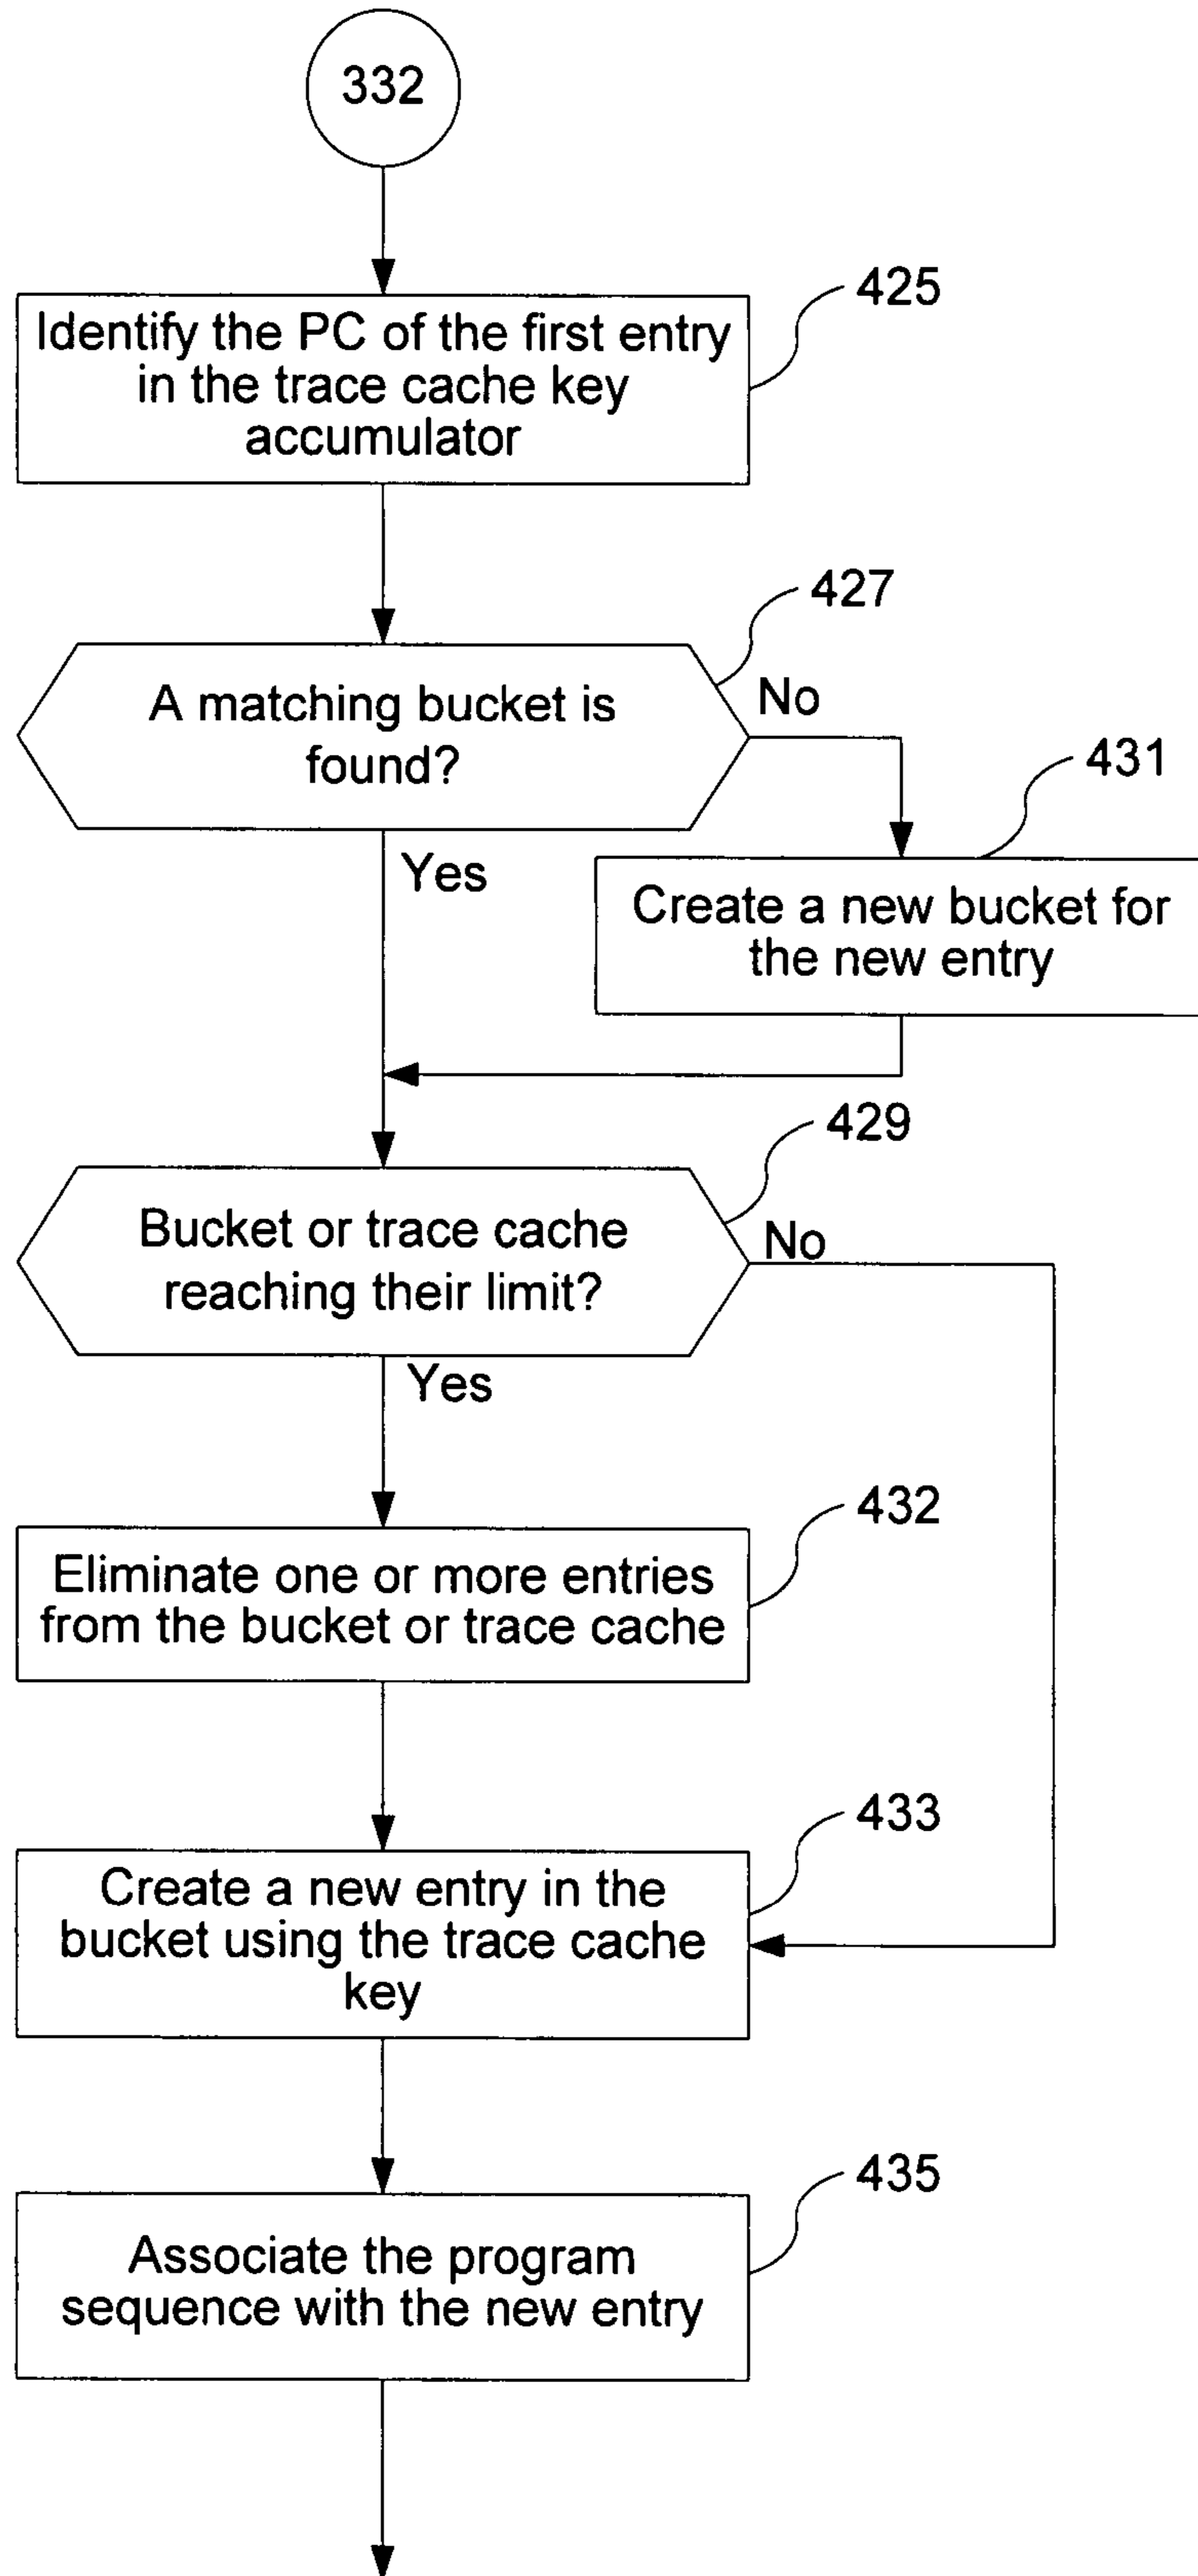 332
425
Identify the PC of the first entry
in the trace cache key
accumulator
427
A matching bucket is
found?
No
431
Yes
Create a new bucket for
the new entry
429
Bucket or trace cache
reaching their limit?
No
Yes
432
Eliminate one or more entries
from the bucket or trace cache
433
Create a new entry in the
bucket using the trace cache
key
435
Associate the program
sequence with the new entry